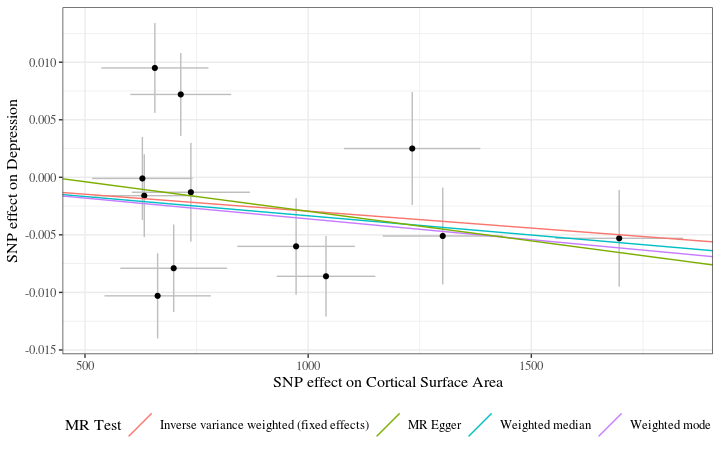 SNP effect on Depression
0.010
0.005
0.000
-0.005
-0.010
-0.015
500
1000
1500
SNP effect on Cortical Surface Area
MR Test
Inverse variance weighted (fixed effects)
MR Egger
Weighted median
Weighted mode